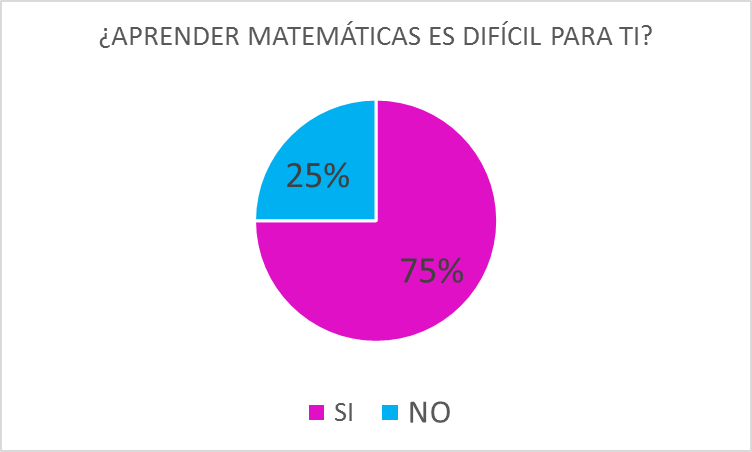 ¿APRENDER MATEMÁTICAS ES DIFÍCIL PARA TI?
25%
75%
SI NO